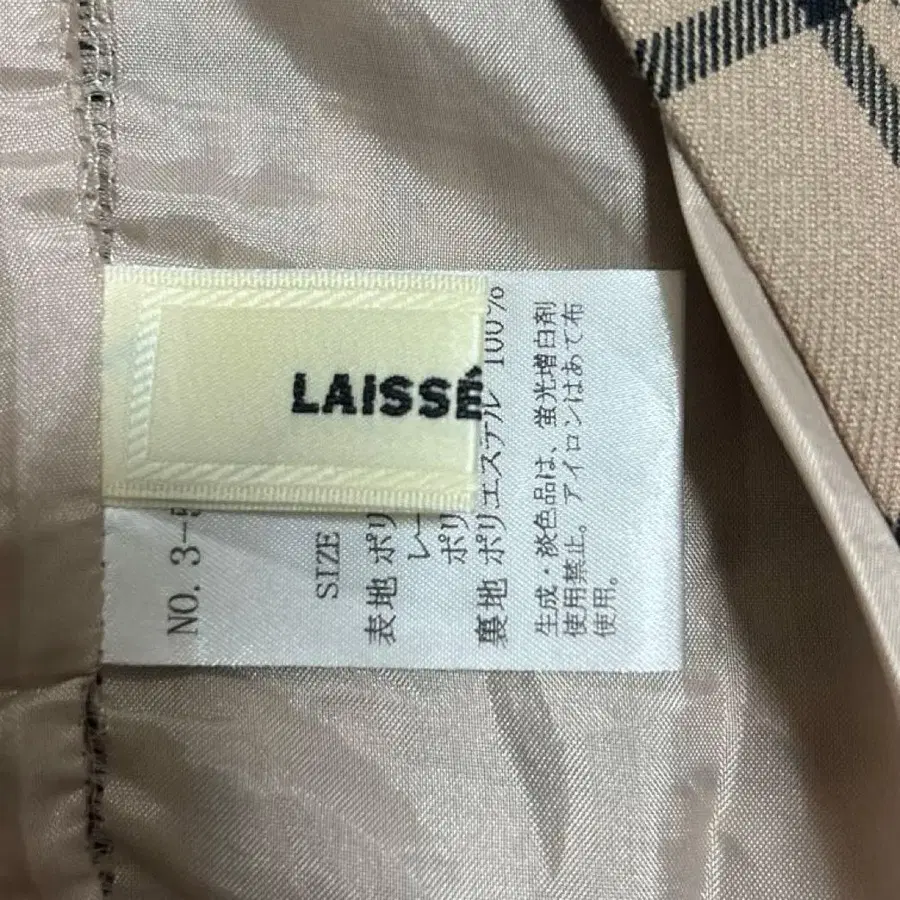 LAISSÉ
NO. 3-5
SIZE
表地 ポリ
レー
ポリ
裏地 ポリエステル 100%
生成・淡色品は、蛍光増白剤
使用禁止。アイロンはあて布
使用。